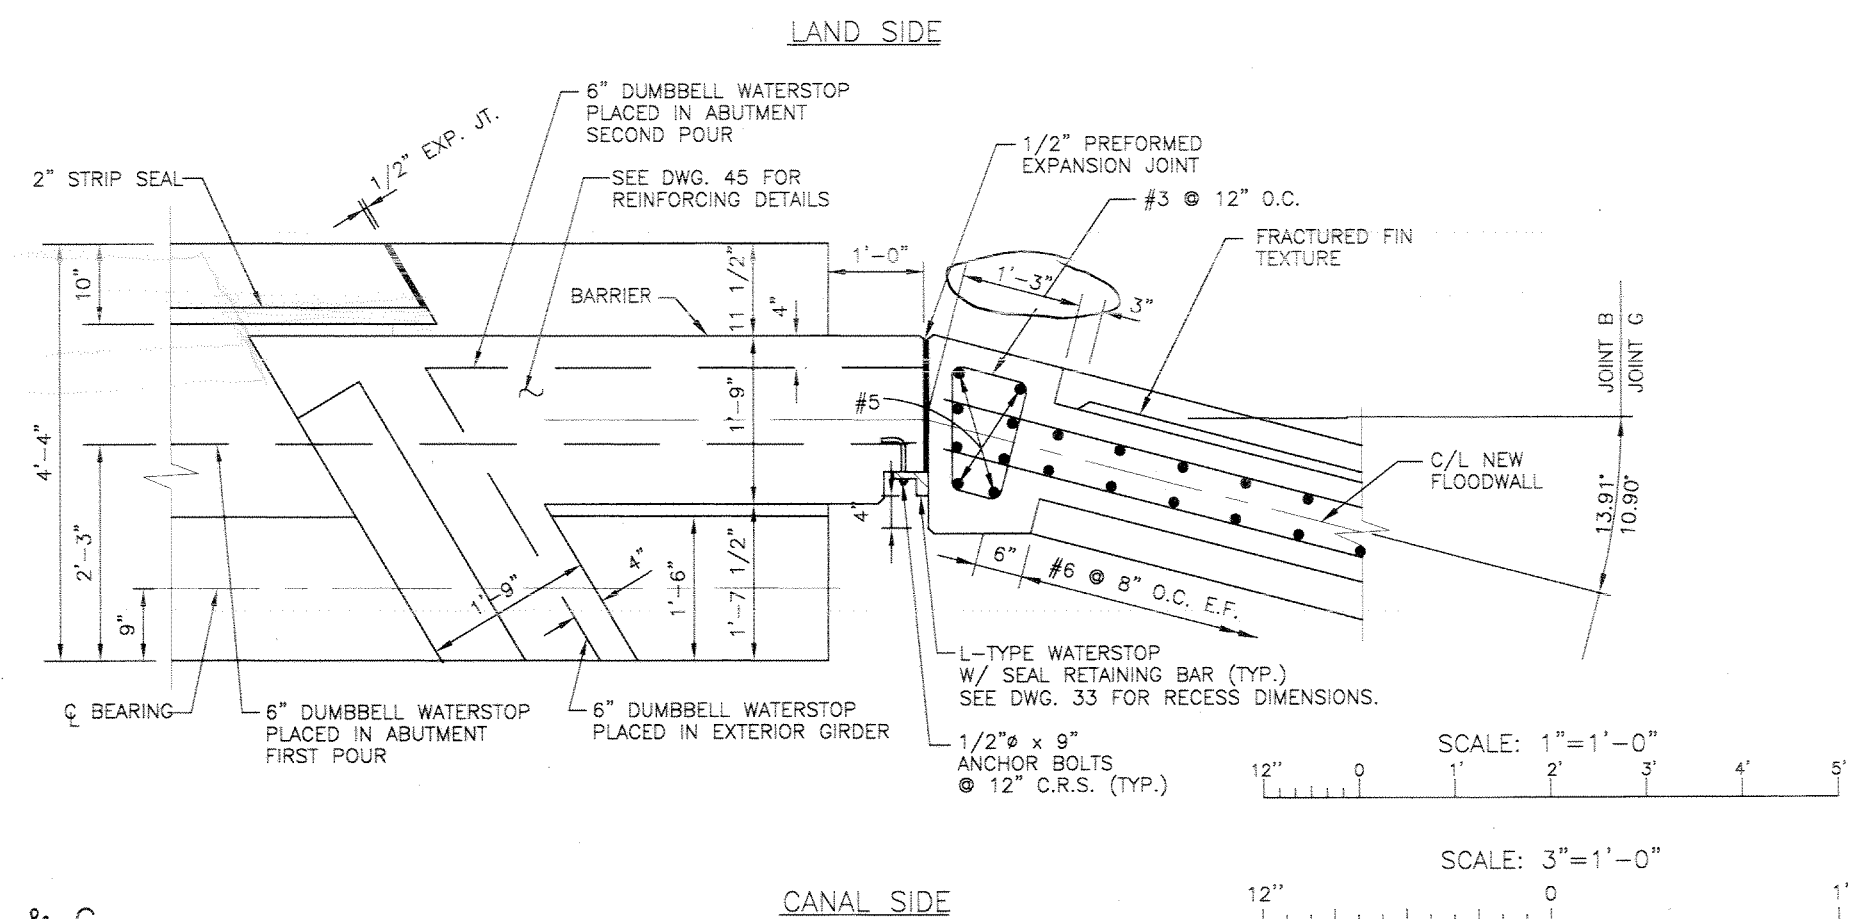 LAND SIDE
6" DUMBBELL WATERSTOP
PLACED IN ABUTMENT
SECOND POUR
1/2" EXP. JT.
1/2" PREFORMED
EXPANSION JOINT
2" STRIP SEAL
SEE DWG. 45 FOR
REINFORCING DETAILS
#3 @ 12" O.C.
FRACTURED FIN
TEXTURE
1'-0"
1'-3"
3"
10"
BARRIER
11 1/2"
4"
JOINT B
JOINT G
4'-4"
1'-9"
#5
C/L NEW
FLOODWALL
13.91°
10.90°
4"
2'-3"
9"
1'-9"
4"
1'-6"
1'-7 1/2"
6"
#6 @ 8" O.C. E.F.
L-TYPE WATERSTOP
W/ SEAL RETAINING BAR (TYP.)
SEE DWG. 33 FOR RECESS DIMENSIONS.
℄ BEARING
6" DUMBBELL WATERSTOP
PLACED IN ABUTMENT
FIRST POUR
6" DUMBBELL WATERSTOP
PLACED IN EXTERIOR GIRDER
1/2"ø x 9"
ANCHOR BOLTS
@ 12" C.R.S. (TYP.)
SCALE: 1"=1'-0"
12" 0 1' 2' 3' 4' 5'
SCALE: 3"=1'-0"
12" 0 1'
CANAL SIDE